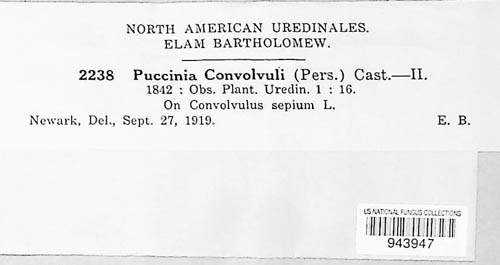 NORTH AMERICAN UREDINALES.
ELAM BARTHOLOMEW.
2238 Puccinia Convolvuli (Pers.) Cast.—II.
1842 : Obs. Plant. Uredin. 1 : 16.
On Convolvulus sepium L.
Newark, Del., Sept. 27, 1919. E. B.
US NATIONAL FUNGUS COLLECTIONS
943947